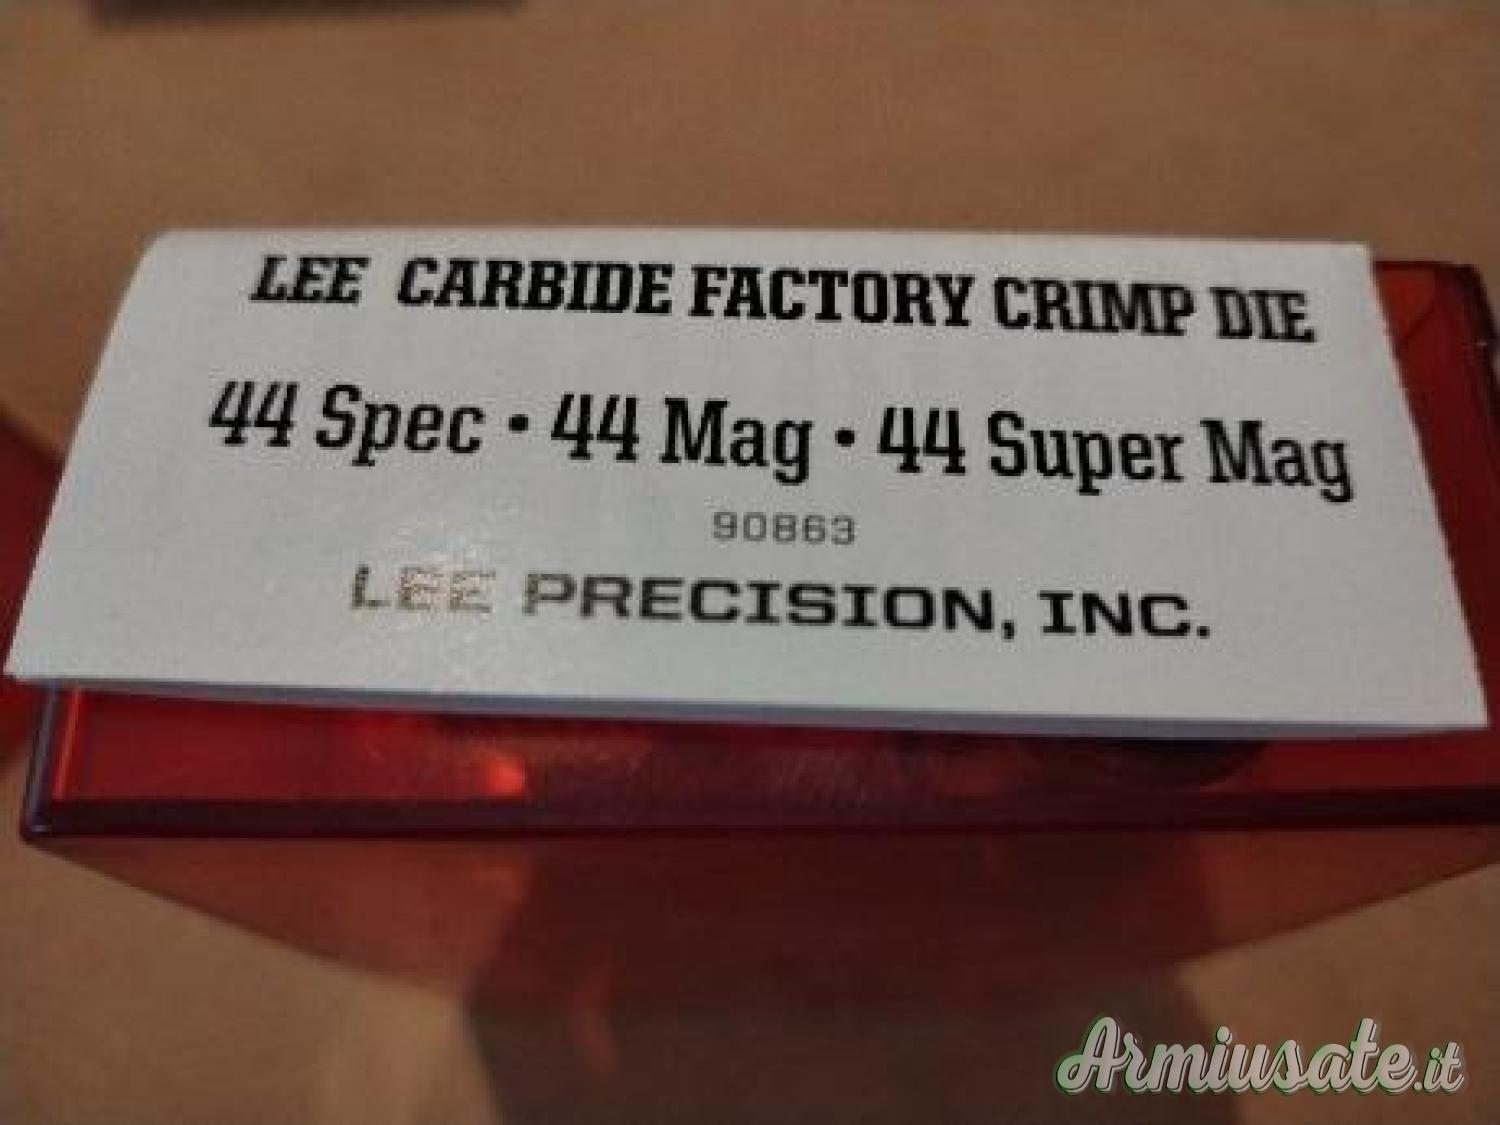 LEE CARBIDE FACTORY CRIMP DIE
44 Spec • 44 Mag • 44 Super Mag
90863
LEE PRECISION, INC.
Armiusate.it